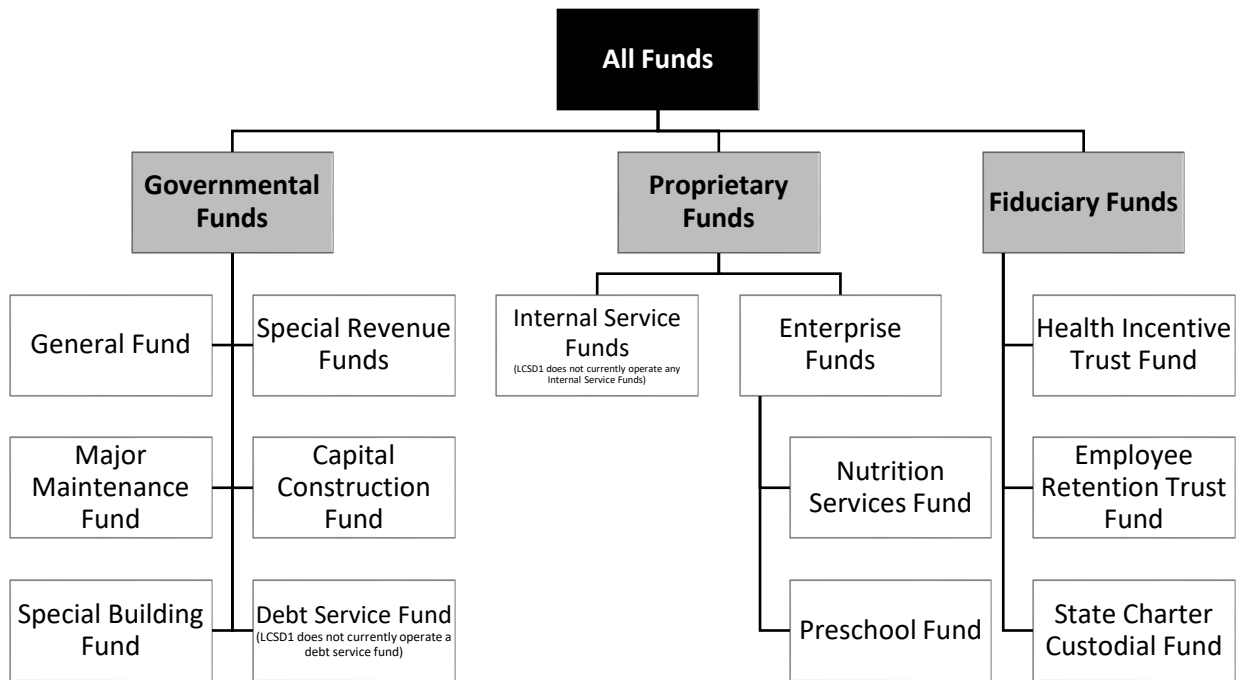 All Funds
Governmental
Funds
Proprietary
Funds
Fiduciary Funds
General Fund
Special Revenue
Funds
Internal Service
Funds
(LCSD1 does not currently operate any
Internal Service Funds)
Enterprise
Funds
Health Incentive
Trust Fund
Major
Maintenance
Fund
Capital
Construction
Fund
Nutrition
Services Fund
Employee
Retention Trust
Fund
Special Building
Fund
Debt Service Fund
(LCSD1 does not currently operate a
debt service fund)
Preschool Fund
State Charter
Custodial Fund